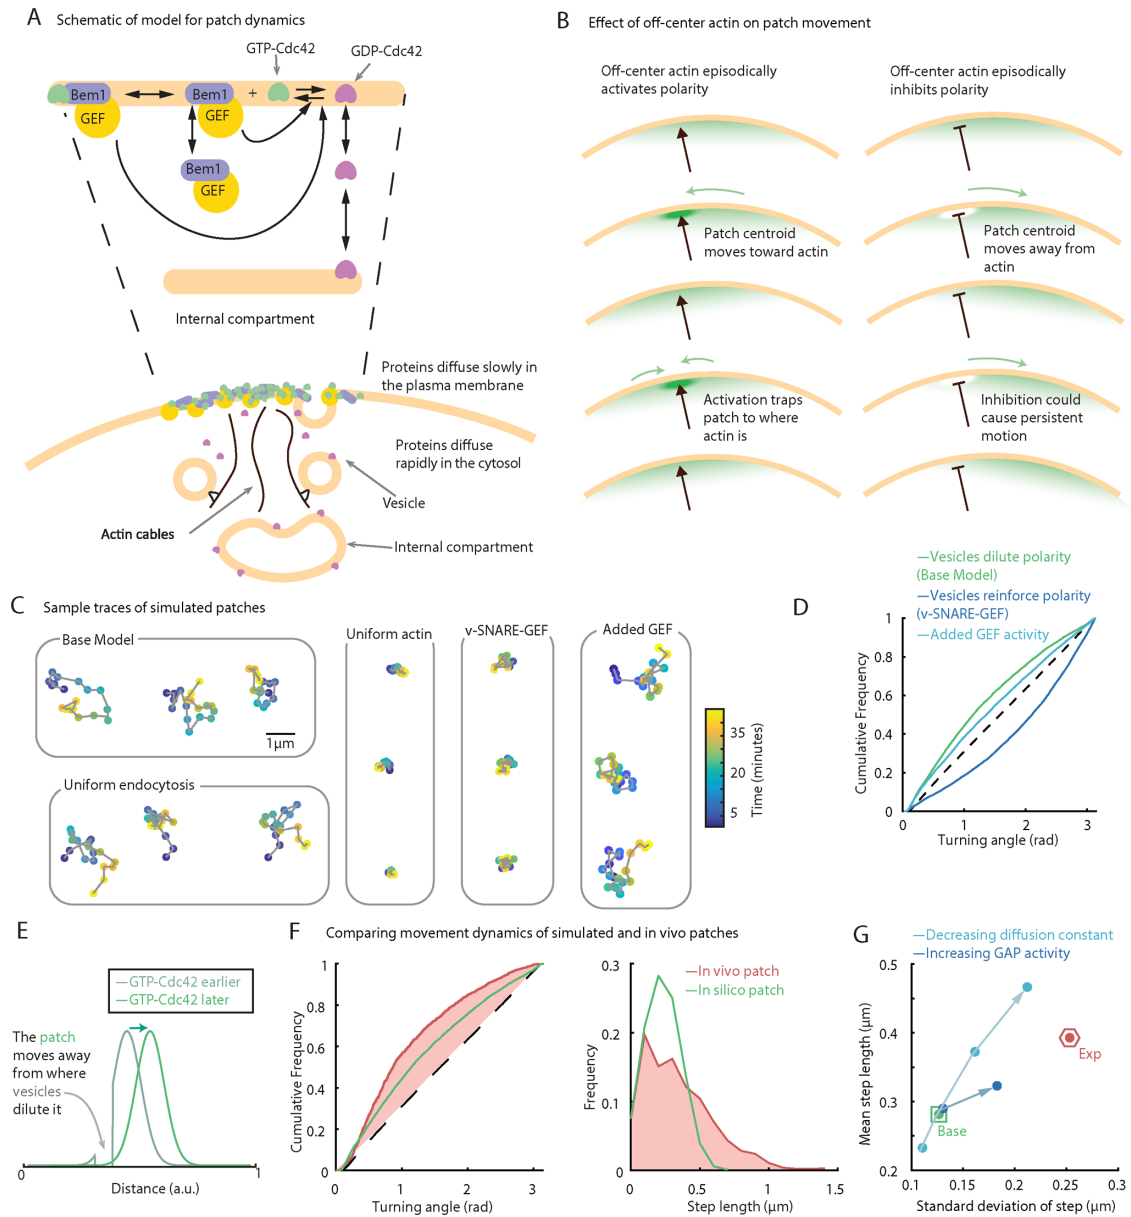 A Schematic of model for patch dynamics
GTP-Cdc42
GDP-Cdc42
Bem1
GEF
Bem1
+
GEF
Bem1
GEF
Internal compartment
Proteins diffuse slowly in
the plasma membrane
Proteins diffuse
rapidly in the cytosol
Vesicle
Actin cables
Internal compartment
B Effect of off-center actin on patch movement
Off-center actin episodically
activates polarity
Off-center actin episodically
inhibits polarity
Patch centroid
moves toward actin
Patch centroid
moves away from
actin
Activation traps
patch to where
actin is
Inhibition could
cause persistent
motion
C Sample traces of simulated patches
Base Model
1μm
Uniform endocytosis
Uniform actin
v-SNARE-GEF
Added GEF
35
20
5
Time (minutes)
D
Vesicles dilute polarity
(Base Model)
Vesicles reinforce polarity
(v-SNARE-GEF)
Added GEF activity
Cumulative Frequency
1
0.8
0.6
0.4
0.2
0
0 1 2 3
Turning angle (rad)
E
GTP-Cdc42 earlier
GTP-Cdc42 later
The patch
moves away
from where
vesicles
dilute it
0 1
Distance (a.u.)
F Comparing movement dynamics of simulated and in vivo patches
Cumulative Frequency
1
0.8
0.6
0.4
0.2
0
0 1 2 3
Turning angle (rad)
In vivo patch
In silico patch
Frequency
0.3
0.2
0.1
0
0 0.5 1 1.5
Step length (μm)
G
Decreasing diffusion constant
Increasing GAP activity
Mean step length (μm)
0.5
0.4
0.3
0.2
Exp
Base
0.1 0.15 0.2 0.25 0.3
Standard deviation of step (μm)